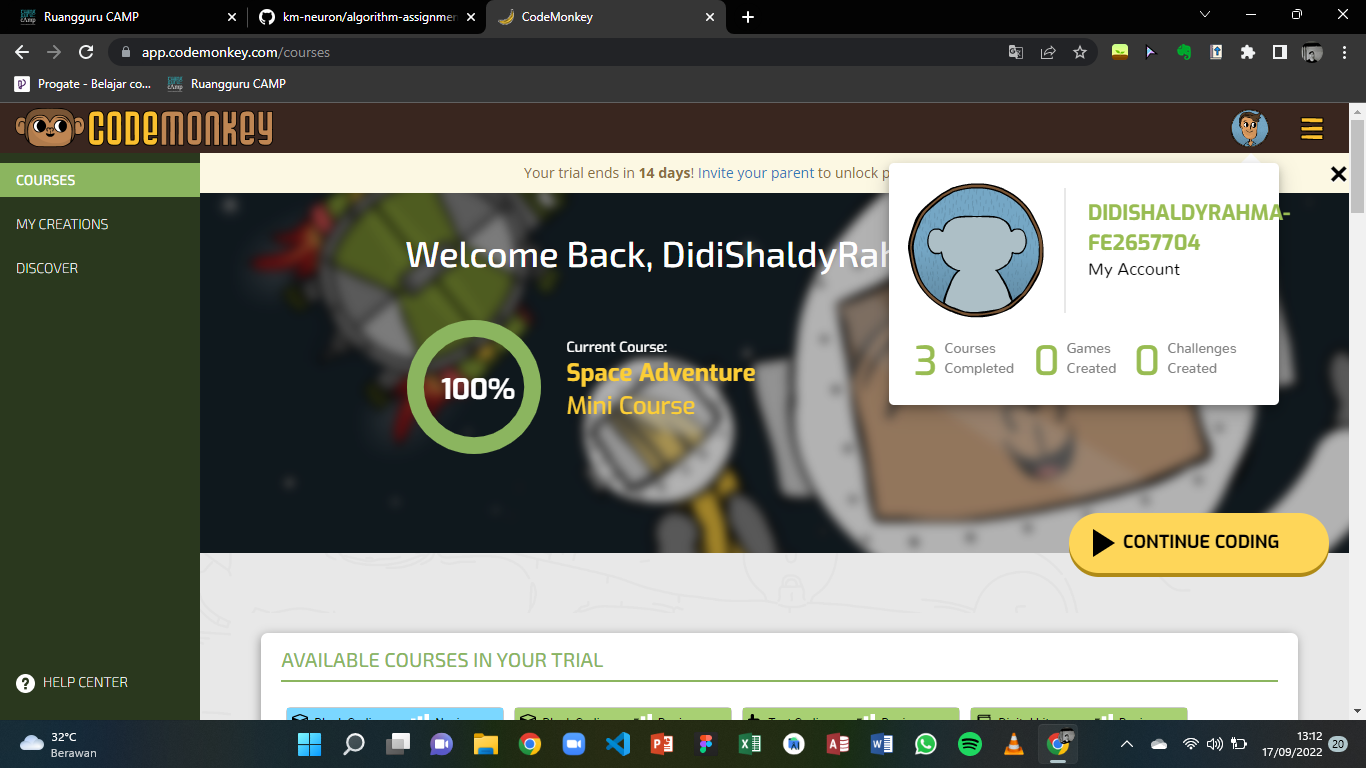 Ruangguru CAMP
km-neuron/algorithm-assignmen
CodeMonkey
app.codemonkey.com/courses
Progate - Belajar co...
Ruangguru CAMP
CODEMONKEY
COURSES
MY CREATIONS
DISCOVER
HELP CENTER
Your trial ends in 14 days! Invite your parent to unlock p
Welcome Back, DidiShaldyRah
100%
Current Course:
Space Adventure
Mini Course
DIDISHALDYRAHMA-
FE2657704
My Account
3 Courses Completed
0 Games Created
0 Challenges Created
CONTINUE CODING
AVAILABLE COURSES IN YOUR TRIAL
32°C
Berawan
13:12
17/09/2022
20